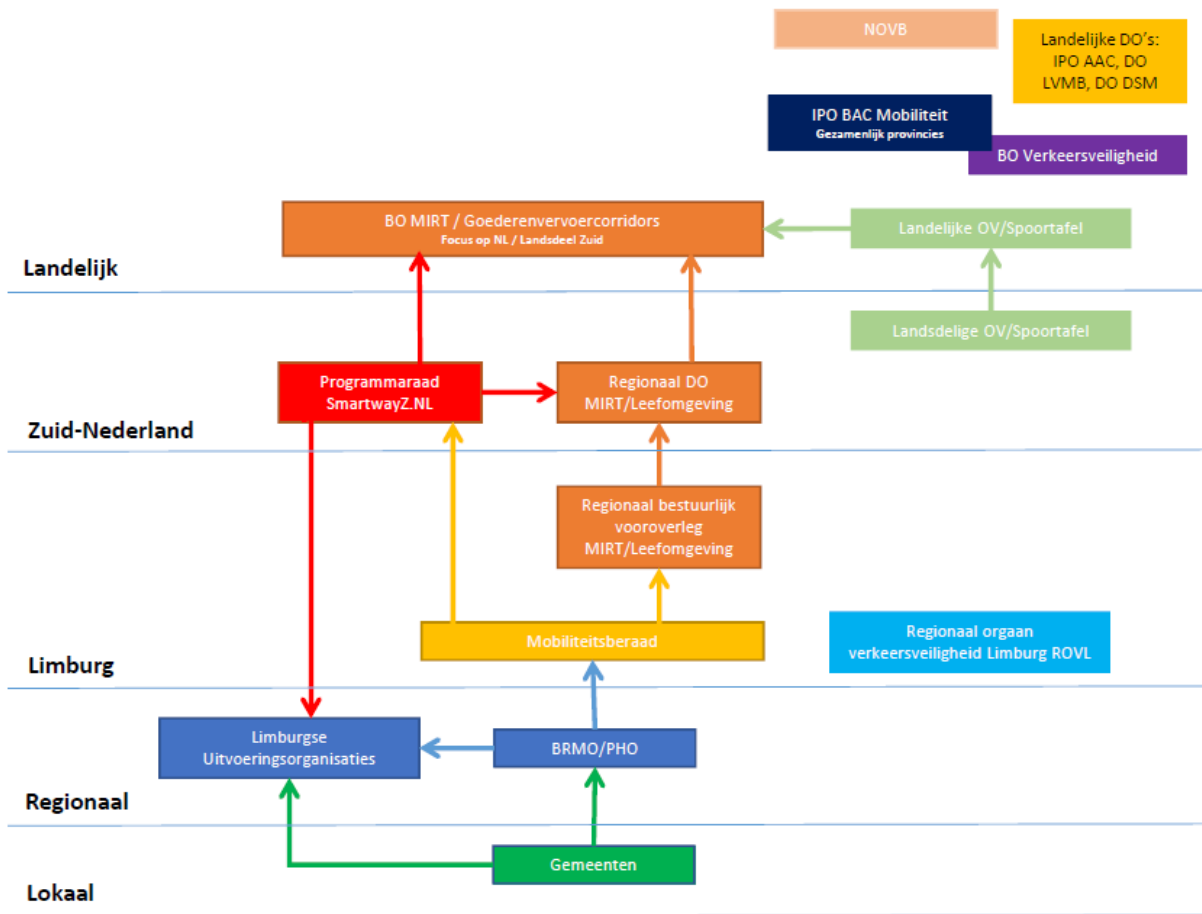 NOVB
Landelijke DO's:
IPO AAC, DO
LVMB, DO DSM
IPO BAC Mobiliteit
Gezamenlijk provincies
BO Verkeersveiligheid
BO MIRT / Goederenvervoercorridors
Focus op NL / Landsdeel Zuid
Landelijke OV/Spoortafel
Landelijk
Landsdelige OV/Spoortafel
Programmaraad
SmartwayZ.NL
Regionaal DO
MIRT/Leefomgeving
Zuid-Nederland
Regionaal bestuurlijk
vooroverleg
MIRT/Leefomgeving
Mobiliteitsberaad
Regionaal orgaan
verkeersveiligheid Limburg ROVL
Limburg
Limburgse
Uitvoeringsorganisaties
BRMO/PHO
Regionaal
Gemeenten
Lokaal